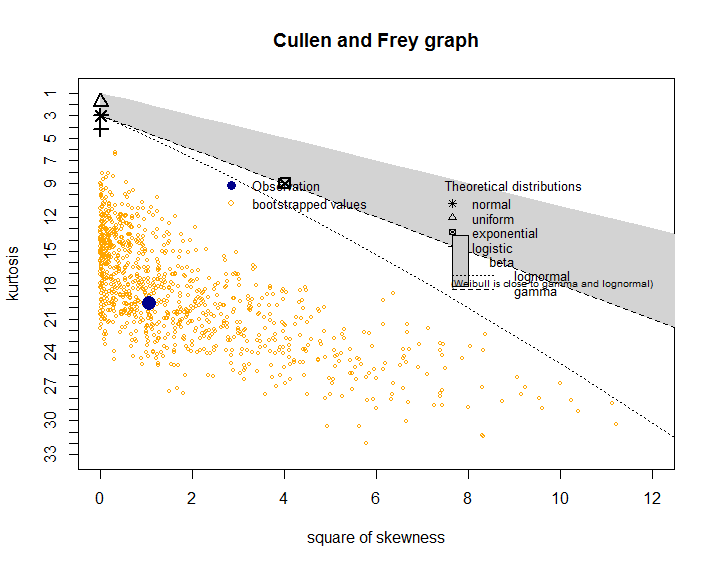 Cullen and Frey graph
kurtosis
1
3
5
7
9
12
15
18
21
24
27
30
33
Observation
bootstrapped values
Theoretical distributions
normal
uniform
exponential
logistic
beta
lognormal
(Weibull is close to gamma and lognormal)
gamma
0
2
4
6
8
10
12
square of skewness